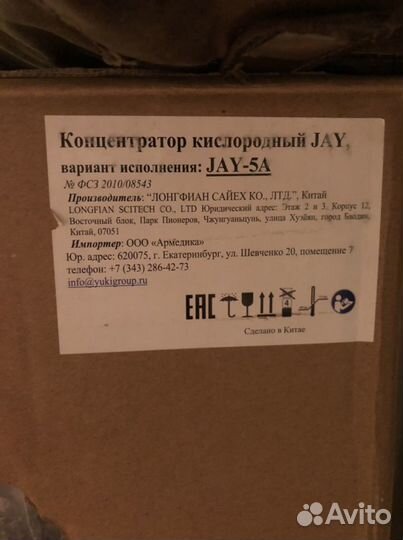 Концентратор кислородный JAY,
вариант исполнения: JAY-5A
№ ФСЗ 2010/08543
Производитель: “ЛОНГФИАН САЙЕХ КО., ЛТД.”, Китай
LONGFIAN SCITECH CO., LTD Юридический адрес: Этаж 2 и 3, Корпус 12,
Восточный блок, Парк Пионеров, Чжунгуаньцунь, улица Хуэйян, город Баодин,
Китай, 07051
Импортер: ООО «Армедика»
Юр. адрес: 620075, г. Екатеринбург, ул. Шевченко 20, помещение 7
телефон: +7 (343) 286-42-73
info@yukigroup.ru
EAC
4
Сделано в Китае
Avito